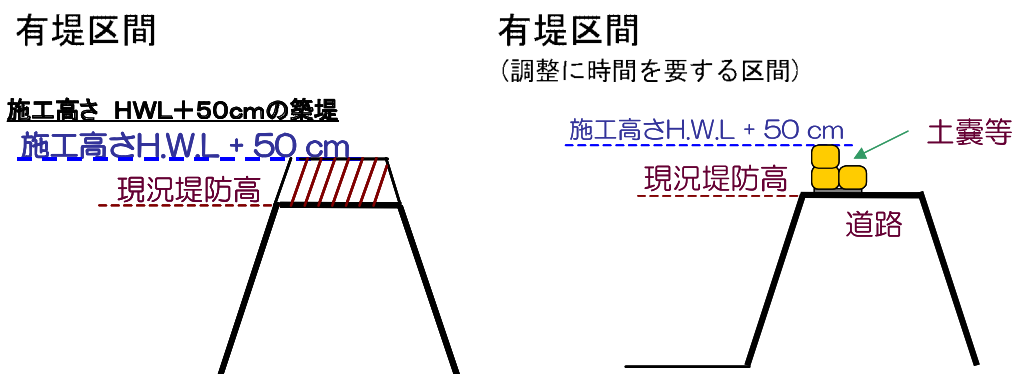 有堤区間
施工高さ HWL+50cmの築堤
施工高さH.W.L + 50 cm
現況堤防高
有堤区間
(調整に時間を要する区間)
施工高さH.W.L + 50 cm
土嚢等
現況堤防高
道路